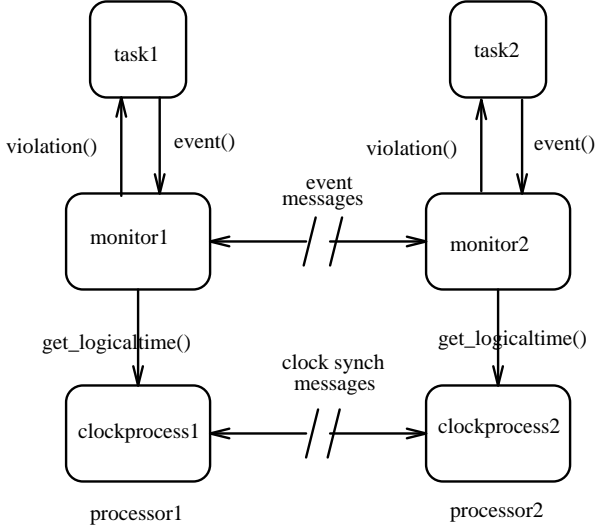 task1
task2
violation()
event()
violation()
event()
event
messages
monitor1
monitor2
get_logicaltime()
get_logicaltime()
clock synch
messages
clockprocess1
clockprocess2
processor1
processor2